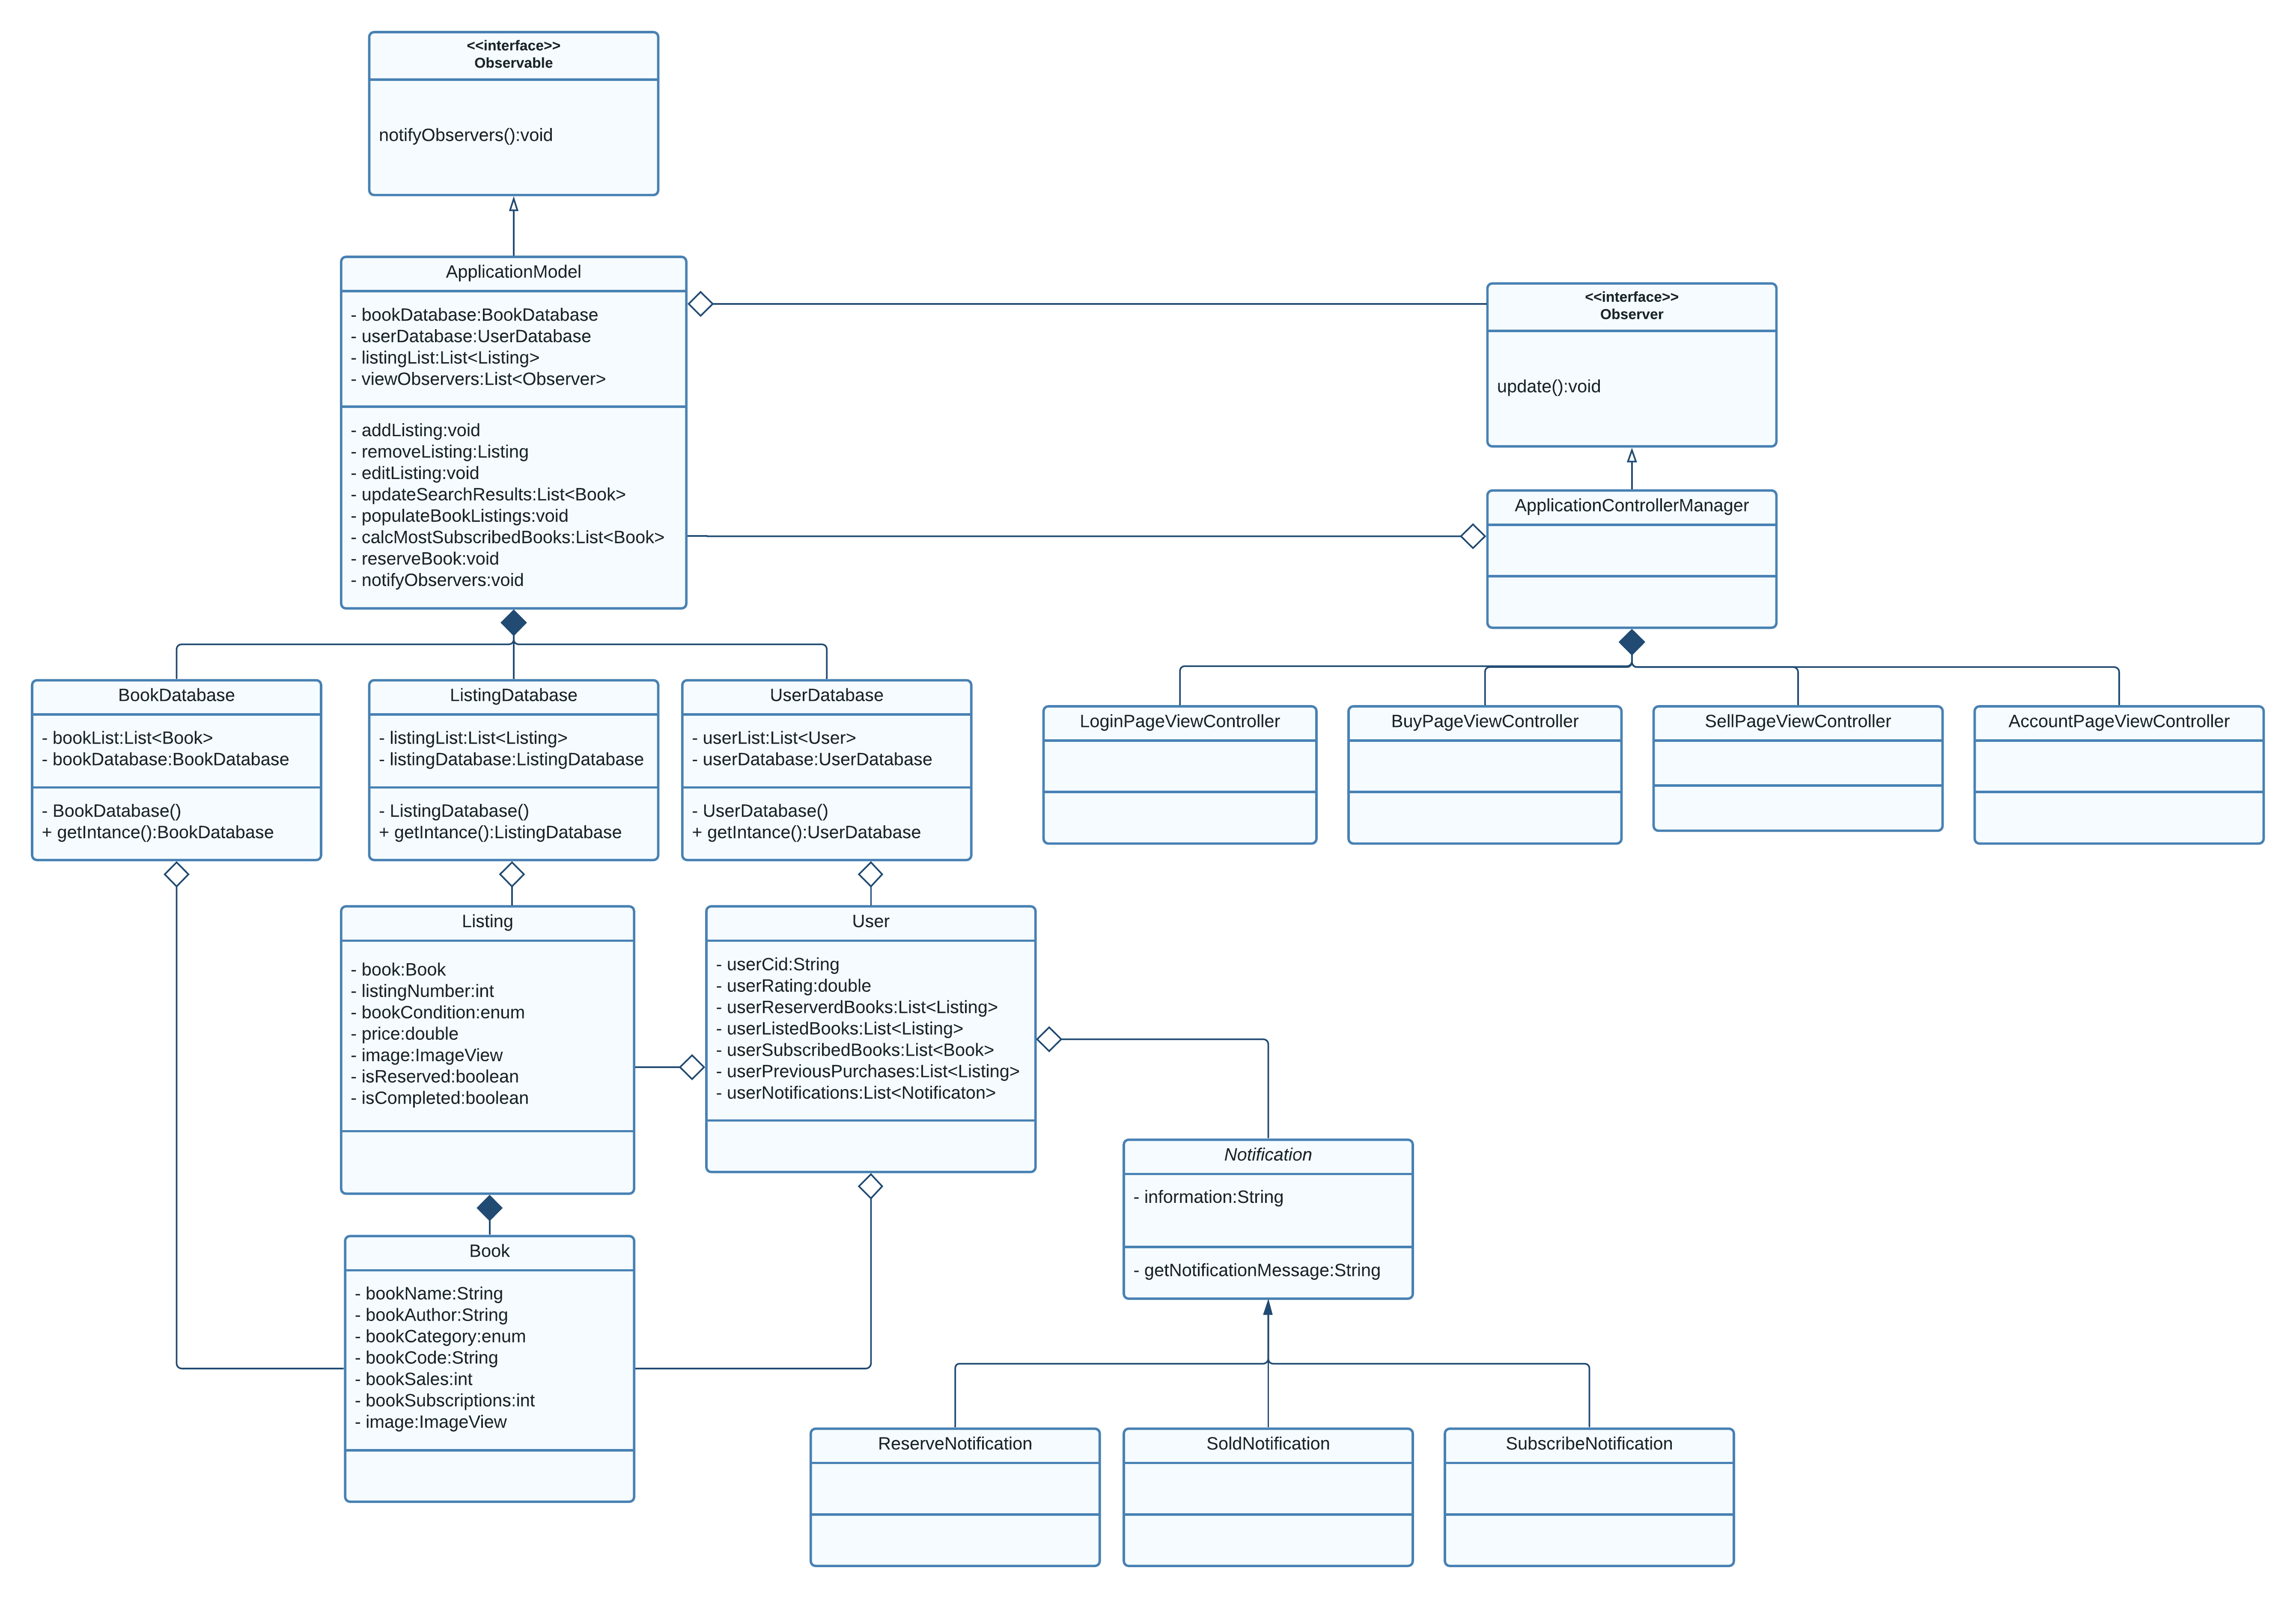 <<interface>>
Observable
notifyObservers():void
ApplicationModel
- bookDatabase:BookDatabase
- userDatabase:UserDatabase
- listingList:List<Listing>
- viewObservers:List<Observer>
- addListing:void
- removeListing:Listing
- editListing:void
- updateSearchResults:List<Book>
- populateBookListings:void
- calcMostSubscribedBooks:List<Book>
- reserveBook:void
- notifyObservers:void
<<interface>>
Observer
update():void
ApplicationControllerManager
BookDatabase
- bookList:List<Book>
- bookDatabase:BookDatabase
- BookDatabase()
+ getIntance():BookDatabase
ListingDatabase
- listingList:List<Listing>
- listingDatabase:ListingDatabase
- ListingDatabase()
+ getIntance():ListingDatabase
UserDatabase
- userList:List<User>
- userDatabase:UserDatabase
- UserDatabase()
+ getIntance():UserDatabase
LoginPageViewController
BuyPageViewController
SellPageViewController
AccountPageViewController
Listing
- book:Book
- listingNumber:int
- bookCondition:enum
- price:double
- image:ImageView
- isReserved:boolean
- isCompleted:boolean
User
- userCid:String
- userRating:double
- userReserverdBooks:List<Listing>
- userListedBooks:List<Listing>
- userSubscribedBooks:List<Book>
- userPreviousPurchases:List<Listing>
- userNotifications:List<Notificaton>
Notification
- information:String
- getNotificationMessage:String
Book
- bookName:String
- bookAuthor:String
- bookCategory:enum
- bookCode:String
- bookSales:int
- bookSubscriptions:int
- image:ImageView
ReserveNotification
SoldNotification
SubscribeNotification